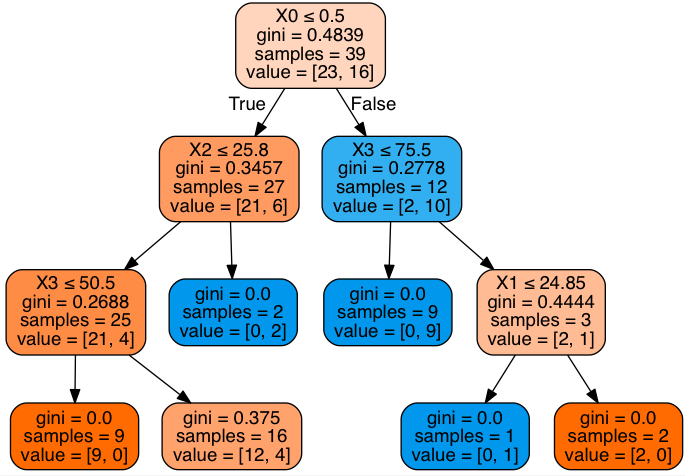 X0 ≤ 0.5
gini = 0.4839
samples = 39
value = [23, 16]
True
False
X2 ≤ 25.8
gini = 0.3457
samples = 27
value = [21, 6]
X3 ≤ 75.5
gini = 0.2778
samples = 12
value = [2, 10]
X3 ≤ 50.5
gini = 0.2688
samples = 25
value = [21, 4]
gini = 0.0
samples = 2
value = [0, 2]
gini = 0.0
samples = 9
value = [0, 9]
X1 ≤ 24.85
gini = 0.4444
samples = 3
value = [2, 1]
gini = 0.0
samples = 9
value = [9, 0]
gini = 0.375
samples = 16
value = [12, 4]
gini = 0.0
samples = 1
value = [0, 1]
gini = 0.0
samples = 2
value = [2, 0]